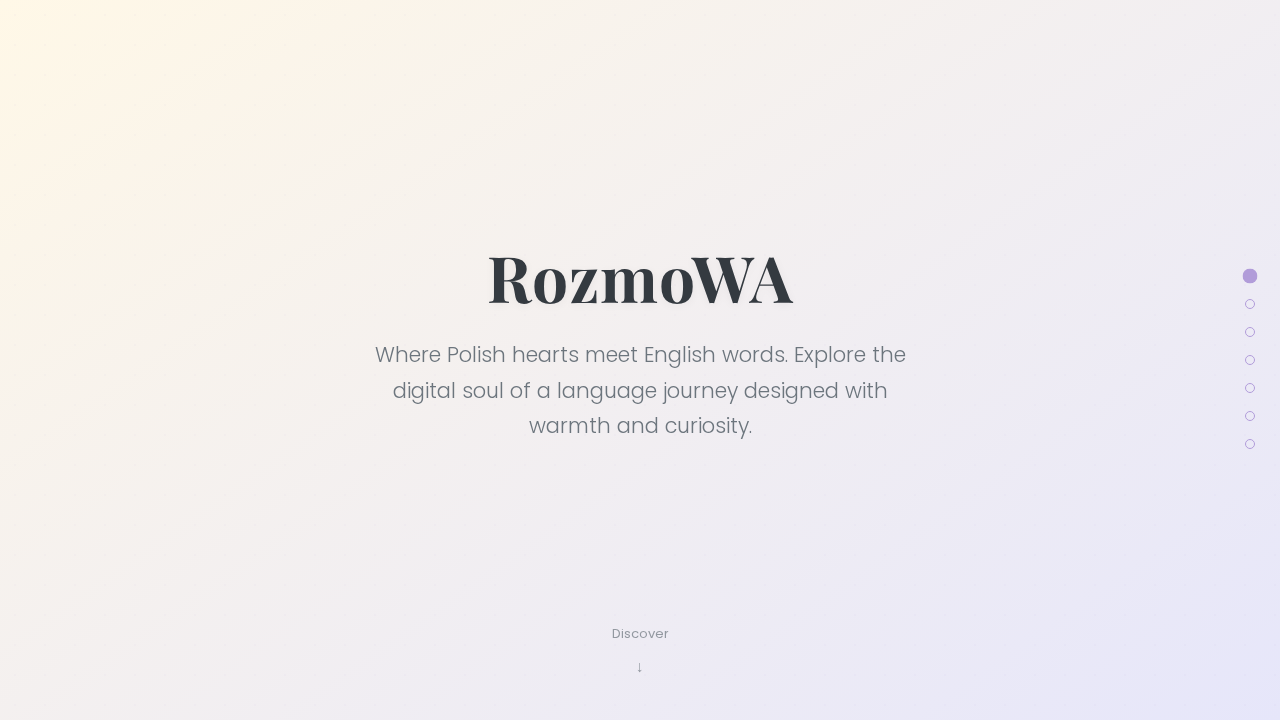 RozmoWA
Where Polish hearts meet English words. Explore the
digital soul of a language journey designed with
warmth and curiosity.
Discover
↓